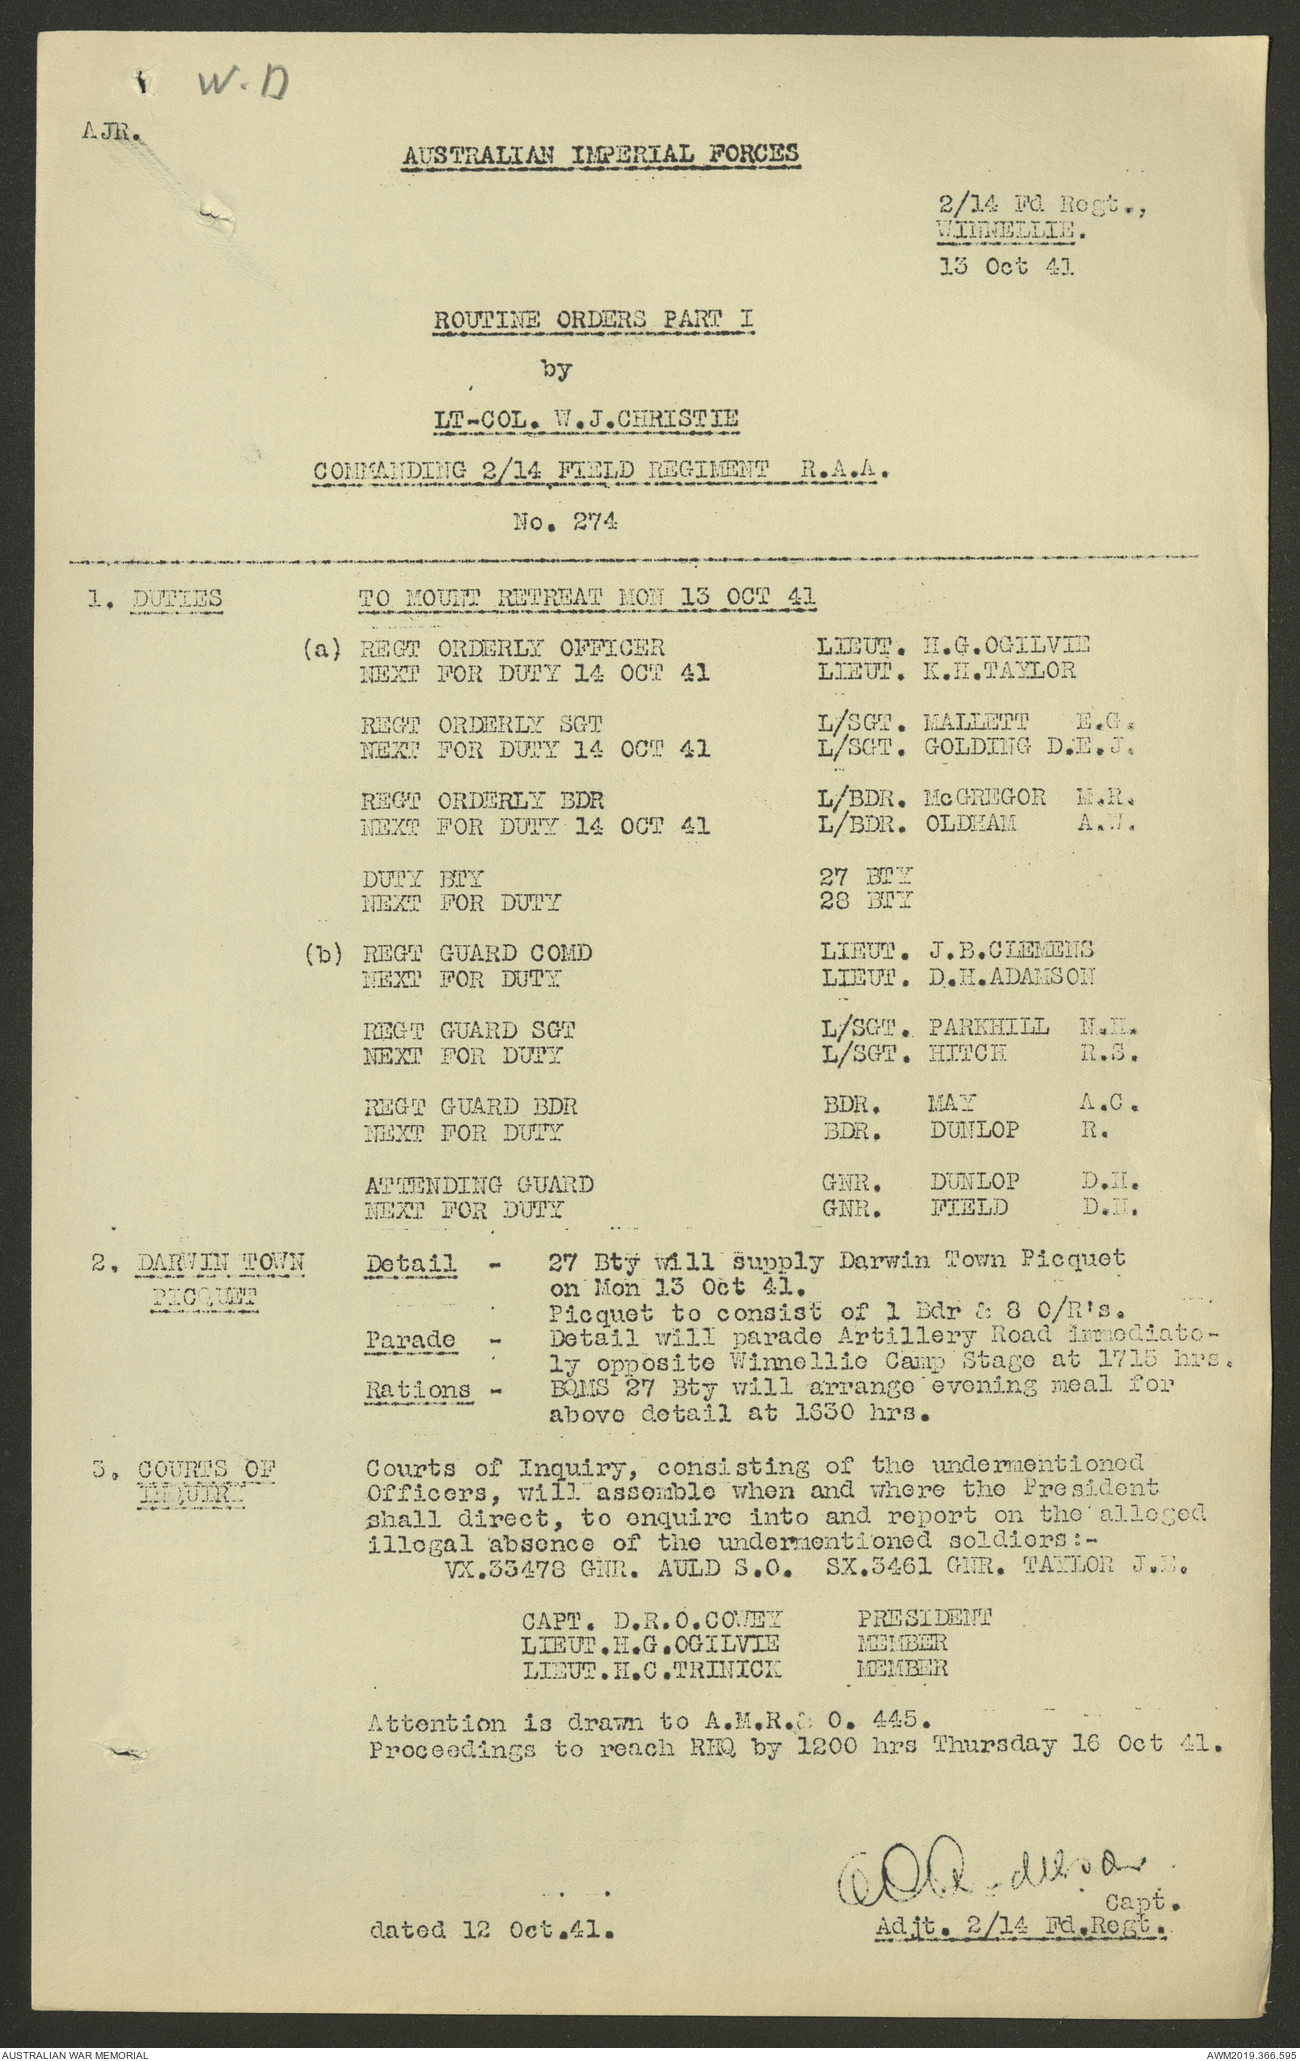 W.D
AJR.
AUSTRALIAN IMPERIAL FORCES
2/14 Fd Regt.,
WINNELLIE.
13 Oct 41
ROUTINE ORDERS PART I
by
LT-COL. W.J.CHRISTIE
COMMANDING 2/14 FIELD REGIMENT R.A.A.
No. 274
1. DUTIES TO MOUNT RETREAT MON 13 OCT 41
(a) REGT ORDERLY OFFICER LIEUT. H.G.OGILVIE
NEXT FOR DUTY 14 OCT 41 LIEUT. K.H.TAYLOR
REGT ORDERLY SGT L/SGT. MALLETT E.G.
NEXT FOR DUTY 14 OCT 41 L/SGT. GOLDING D.E.J.
REGT ORDERLY BDR L/BDR. McGREGOR M.R.
NEXT FOR DUTY 14 OCT 41 L/BDR. OLDHAM A.W.
DUTY BTY 27 BTY
NEXT FOR DUTY 28 BTY
(b) REGT GUARD COMD LIEUT. J.B.CLEMENS
NEXT FOR DUTY LIEUT. D.H.ADAMSON
REGT GUARD SGT L/SGT. PARKHILL N.H.
NEXT FOR DUTY L/SGT. HITCH R.S.
REGT GUARD BDR BDR. MAY A.C.
NEXT FOR DUTY BDR. DUNLOP R.
ATTENDING GUARD GNR. DUNLOP D.H.
NEXT FOR DUTY GNR. FIELD D.H.
2. DARWIN TOWN Detail - 27 Bty will supply Darwin Town Picquet
PICQUET on Mon 13 Oct 41.
Picquet to consist of 1 Bdr & 8 O/R's.
Parade - Detail will parade Artillery Road immediate-
ly opposite Winnellie Camp Stage at 1715 hrs.
Rations - BQMS 27 Bty will arrange evening meal for
above detail at 1630 hrs.
3. COURTS OF Courts of Inquiry, consisting of the undermentioned
INQUIRY Officers, will assemble when and where the President
shall direct, to enquire into and report on the alleged
illegal absence of the undermentioned soldiers:-
VX.33478 GNR. AULD S.O. SX.3461 GNR. TAYLOR J.E.
CAPT. D.R.O.COWEY PRESIDENT
LIEUT.H.G.OGILVIE MEMBER
LIEUT.H.C.TRINICK MEMBER
Attention is drawn to A.M.R.& O. 445.
Proceedings to reach RHQ by 1200 hrs Thursday 16 Oct 41.
Capt.
dated 12 Oct.41. Adjt. 2/14 Fd.Regt.
AUSTRALIAN WAR MEMORIAL AWM2019.366.595